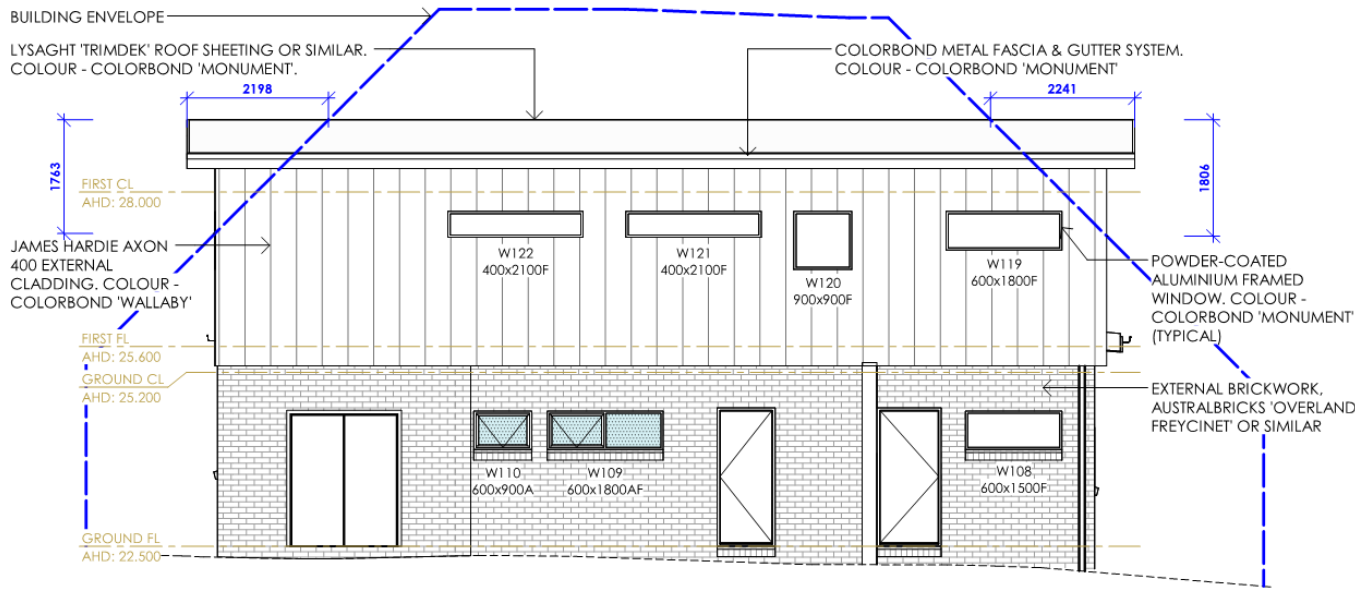 BUILDING ENVELOPE
LYSAGHT 'TRIMDEK' ROOF SHEETING OR SIMILAR.
COLOUR - COLORBOND 'MONUMENT'.
COLORBOND METAL FASCIA & GUTTER SYSTEM.
COLOUR - COLORBOND 'MONUMENT'
2198
2241
1763
1806
FIRST CL
AHD: 28.000
JAMES HARDIE AXON
400 EXTERNAL
CLADDING. COLOUR -
COLORBOND 'WALLABY'
W122
400x2100F
W121
400x2100F
W120
900x900F
W119
600x1800F
POWDER-COATED
ALUMINIUM FRAMED
WINDOW. COLOUR -
COLORBOND 'MONUMENT'
(TYPICAL)
FIRST FL
AHD: 25.600
GROUND CL
AHD: 25.200
EXTERNAL BRICKWORK,
AUSTRALBRICKS 'OVERLAND
FREYCINET' OR SIMILAR
W110
600x900A
W109
600x1800AF
W108
600x1500F
GROUND FL
AHD: 22.500